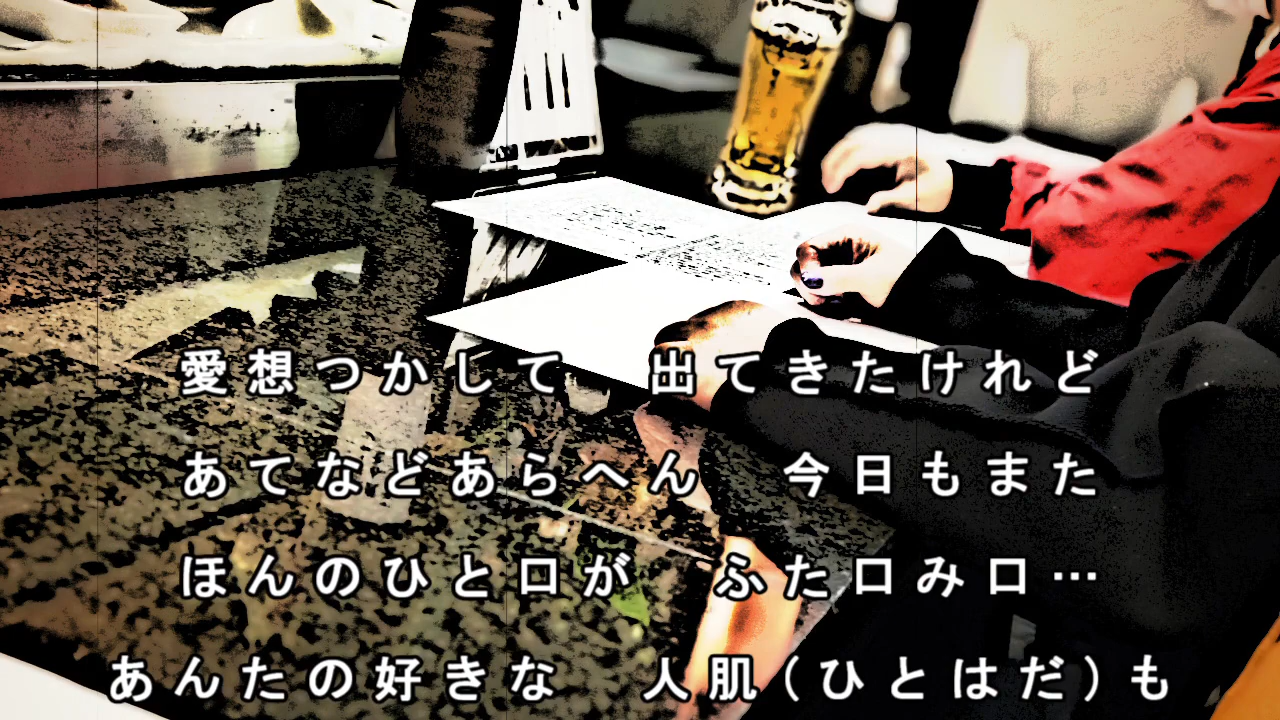 愛想つかして　出てきたけれど
あてなどあらへん　今日もまた
ほんのひと口が　ふた口み口…
あんたの好きな　人肌（ひとはだ）も